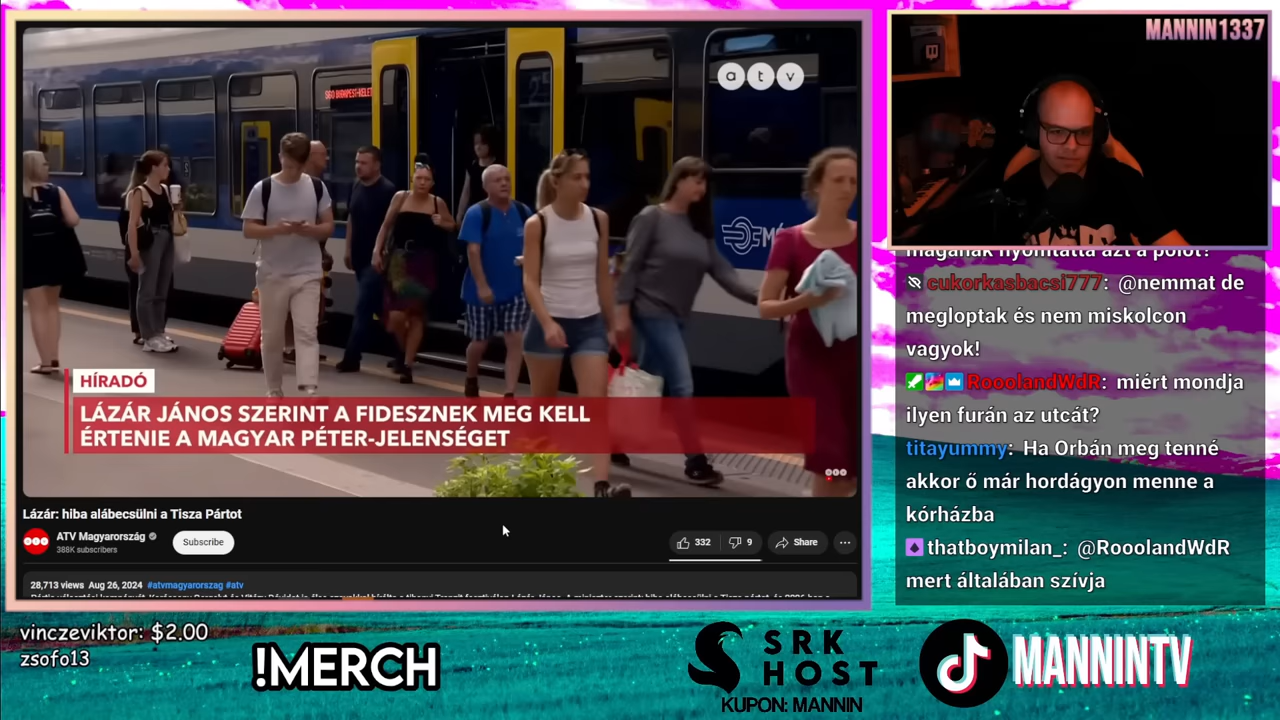 SGO BUDAPEST-KELET
a t v
MÁ
HÍRADÓ
LÁZÁR JÁNOS SZERINT A FIDESZNEK MEG KELL
ÉRTENIE A MAGYAR PÉTER-JELENSÉGET
Lázár: hiba alábecsülni a Tisza Pártot
ATV Magyarország
388K subscribers
Subscribe
332
9
Share
28,713 views Aug 26, 2024 #atvmagyarorszag #atv
MANNIN1337
magának nyomtatta azt a pólót?
cukorkasbacsi777: @nemmat de
megloptak és nem miskolcon
vagyok!
RooolandWdR: miért mondja
ilyen furán az utcát?
titayummy: Ha Orbán meg tenné
akkor ő már hordágyon menne a
kórházba
thatboymilan_: @RooolandWdR
mert általában szívja
vinczeviktor: $2.00
zsofo13
!MERCH
SRK
HOST
KUPON: MANNIN
MANNINTV